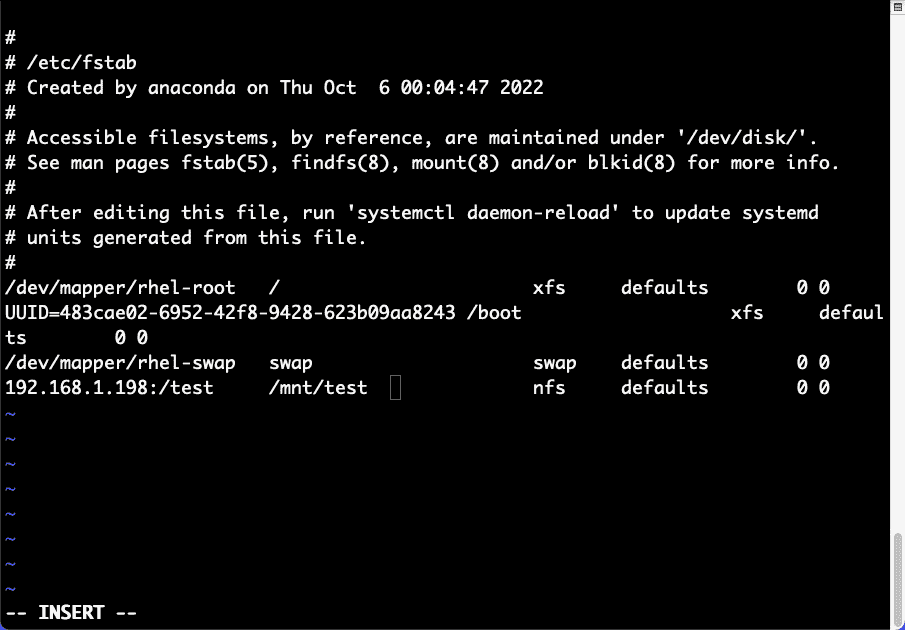 #
# /etc/fstab
# Created by anaconda on Thu Oct  6 00:04:47 2022
#
# Accessible filesystems, by reference, are maintained under '/dev/disk/'.
# See man pages fstab(5), findfs(8), mount(8) and/or blkid(8) for more info.
#
# After editing this file, run 'systemctl daemon-reload' to update systemd
# units generated from this file.
#
/dev/mapper/rhel-root   /                       xfs     defaults        0 0
UUID=483cae02-6952-42f8-9428-623b09aa8243 /boot                   xfs     defaul
ts        0 0
/dev/mapper/rhel-swap   swap                    swap    defaults        0 0
192.168.1.198:/test     /mnt/test               nfs     defaults        0 0
~
~
~
~
~
~
~
~
-- INSERT --